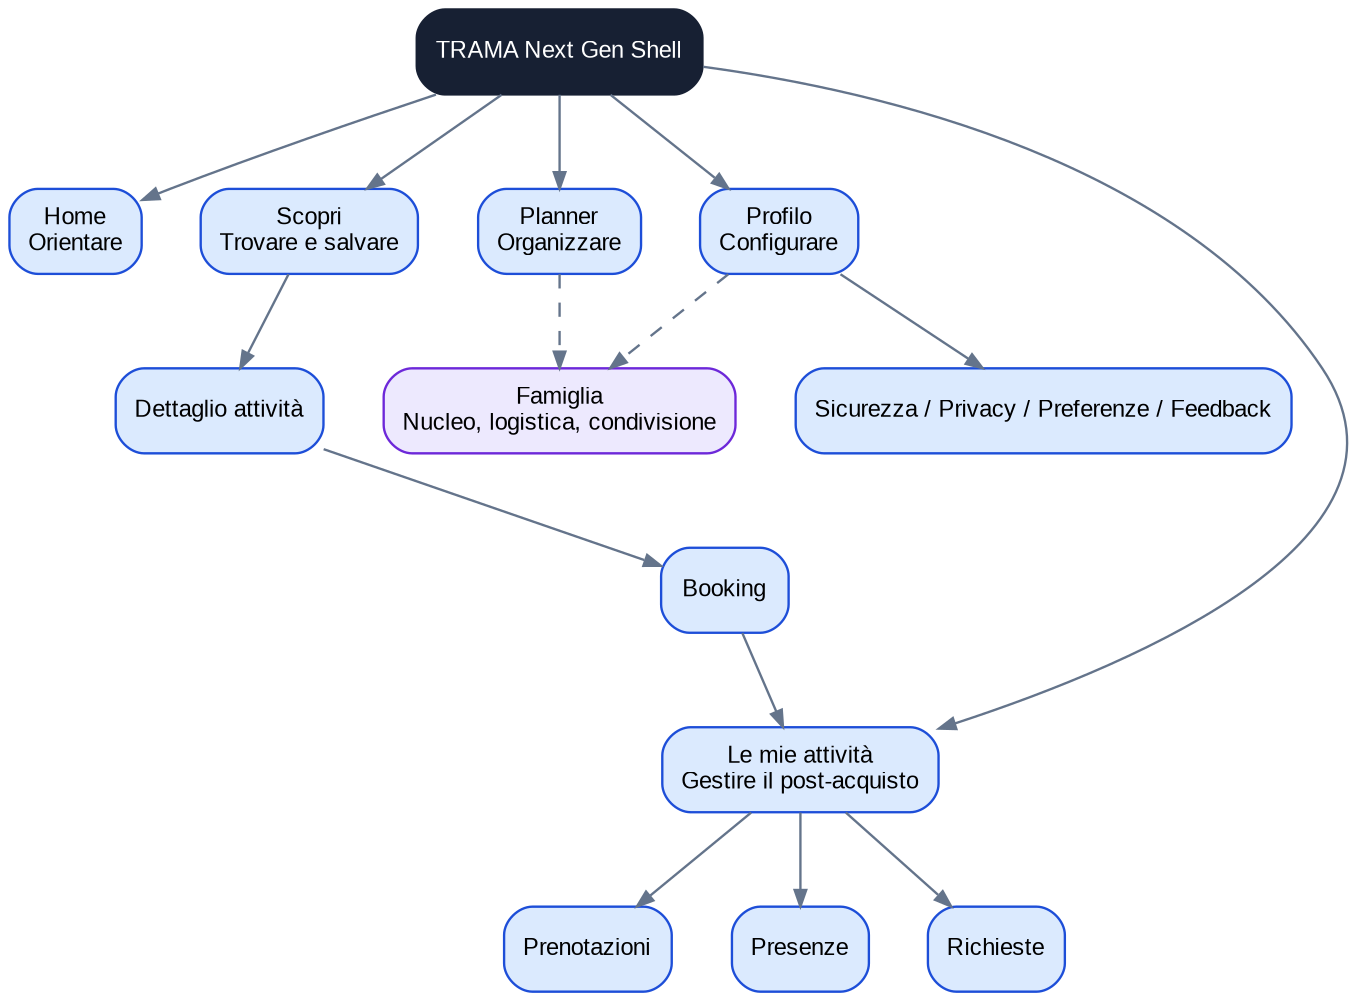 TRAMA Next Gen Shell
Home
Orientare
Scopri
Trovare e salvare
Planner
Organizzare
Profilo
Configurare
Dettaglio attività
Famiglia
Nucleo, logistica, condivisione
Sicurezza / Privacy / Preferenze / Feedback
Booking
Le mie attività
Gestire il post-acquisto
Prenotazioni
Presenze
Richieste